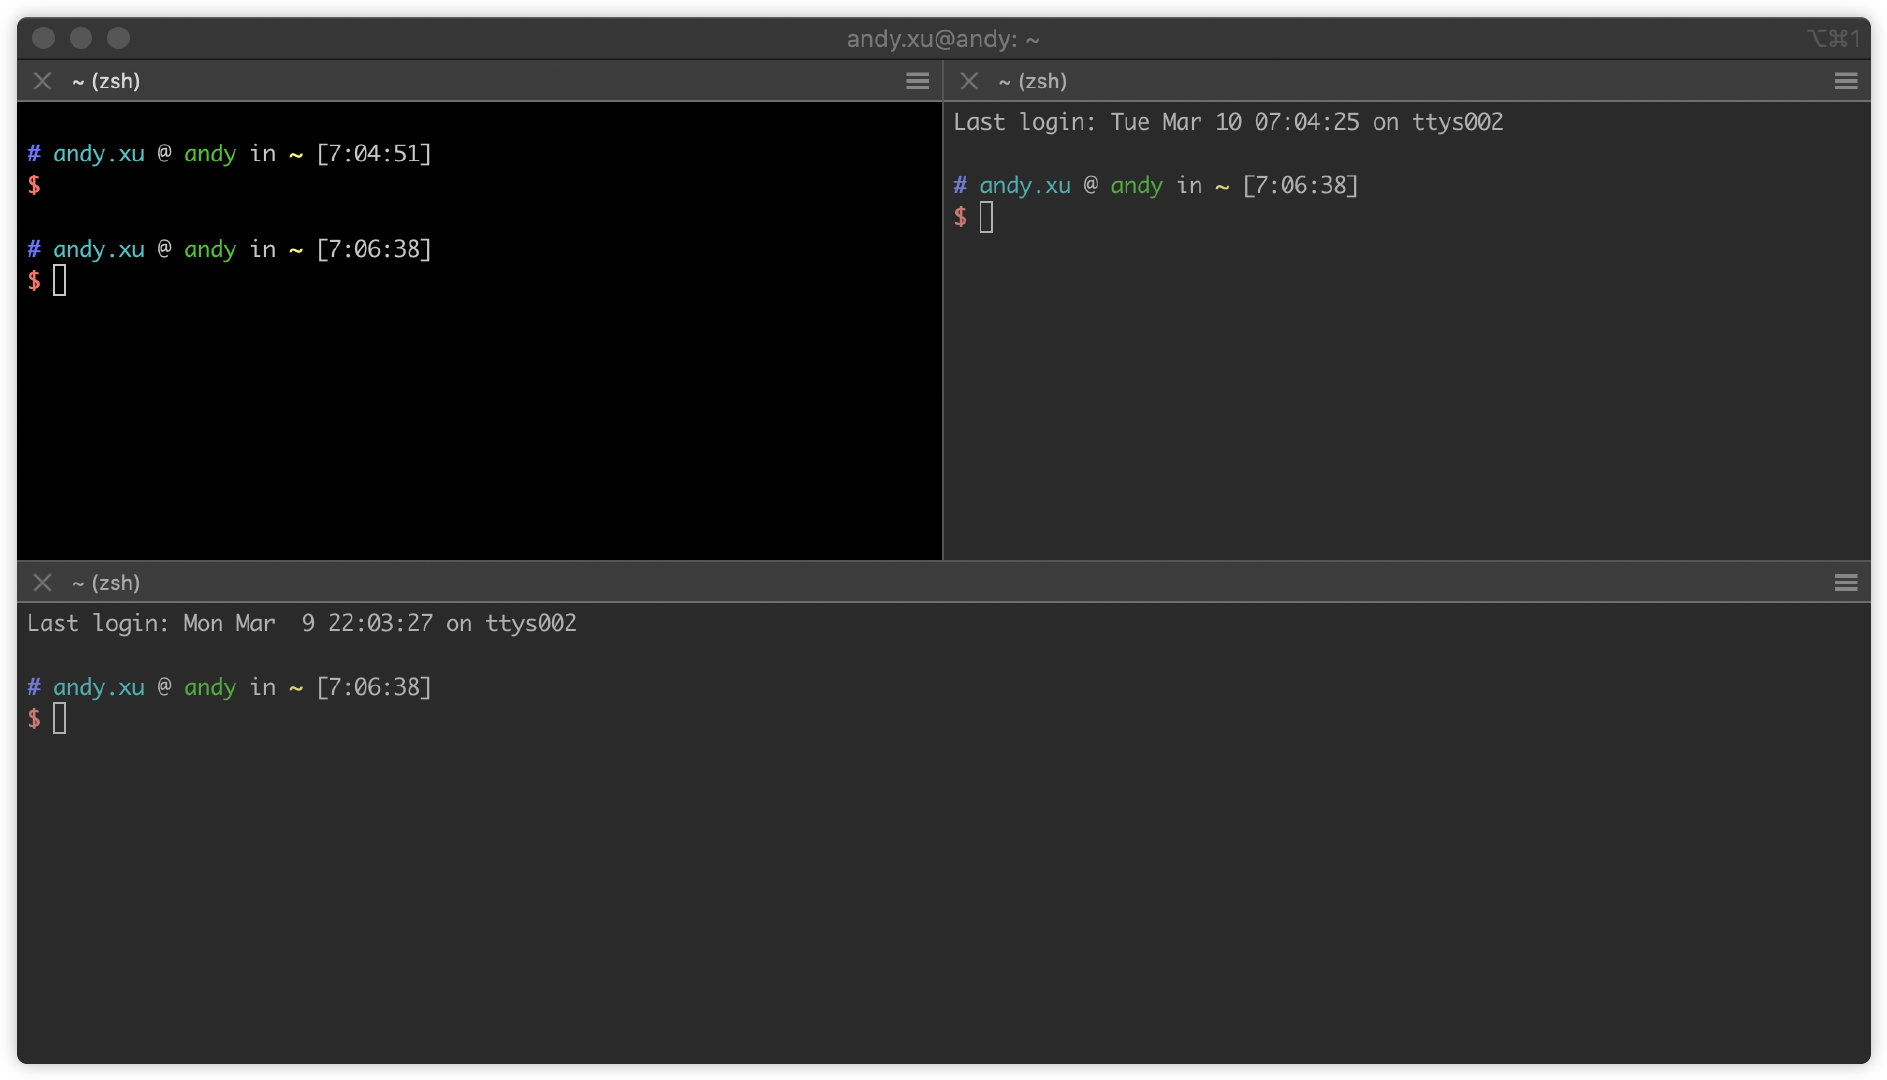 andy.xu@andy: ~
⌥⌘1
~ (zsh)
# andy.xu @ andy in ~ [7:04:51]
$
# andy.xu @ andy in ~ [7:06:38]
$
~ (zsh)
Last login: Tue Mar 10 07:04:25 on ttys002
# andy.xu @ andy in ~ [7:06:38]
$
~ (zsh)
Last login: Mon Mar  9 22:03:27 on ttys002
# andy.xu @ andy in ~ [7:06:38]
$